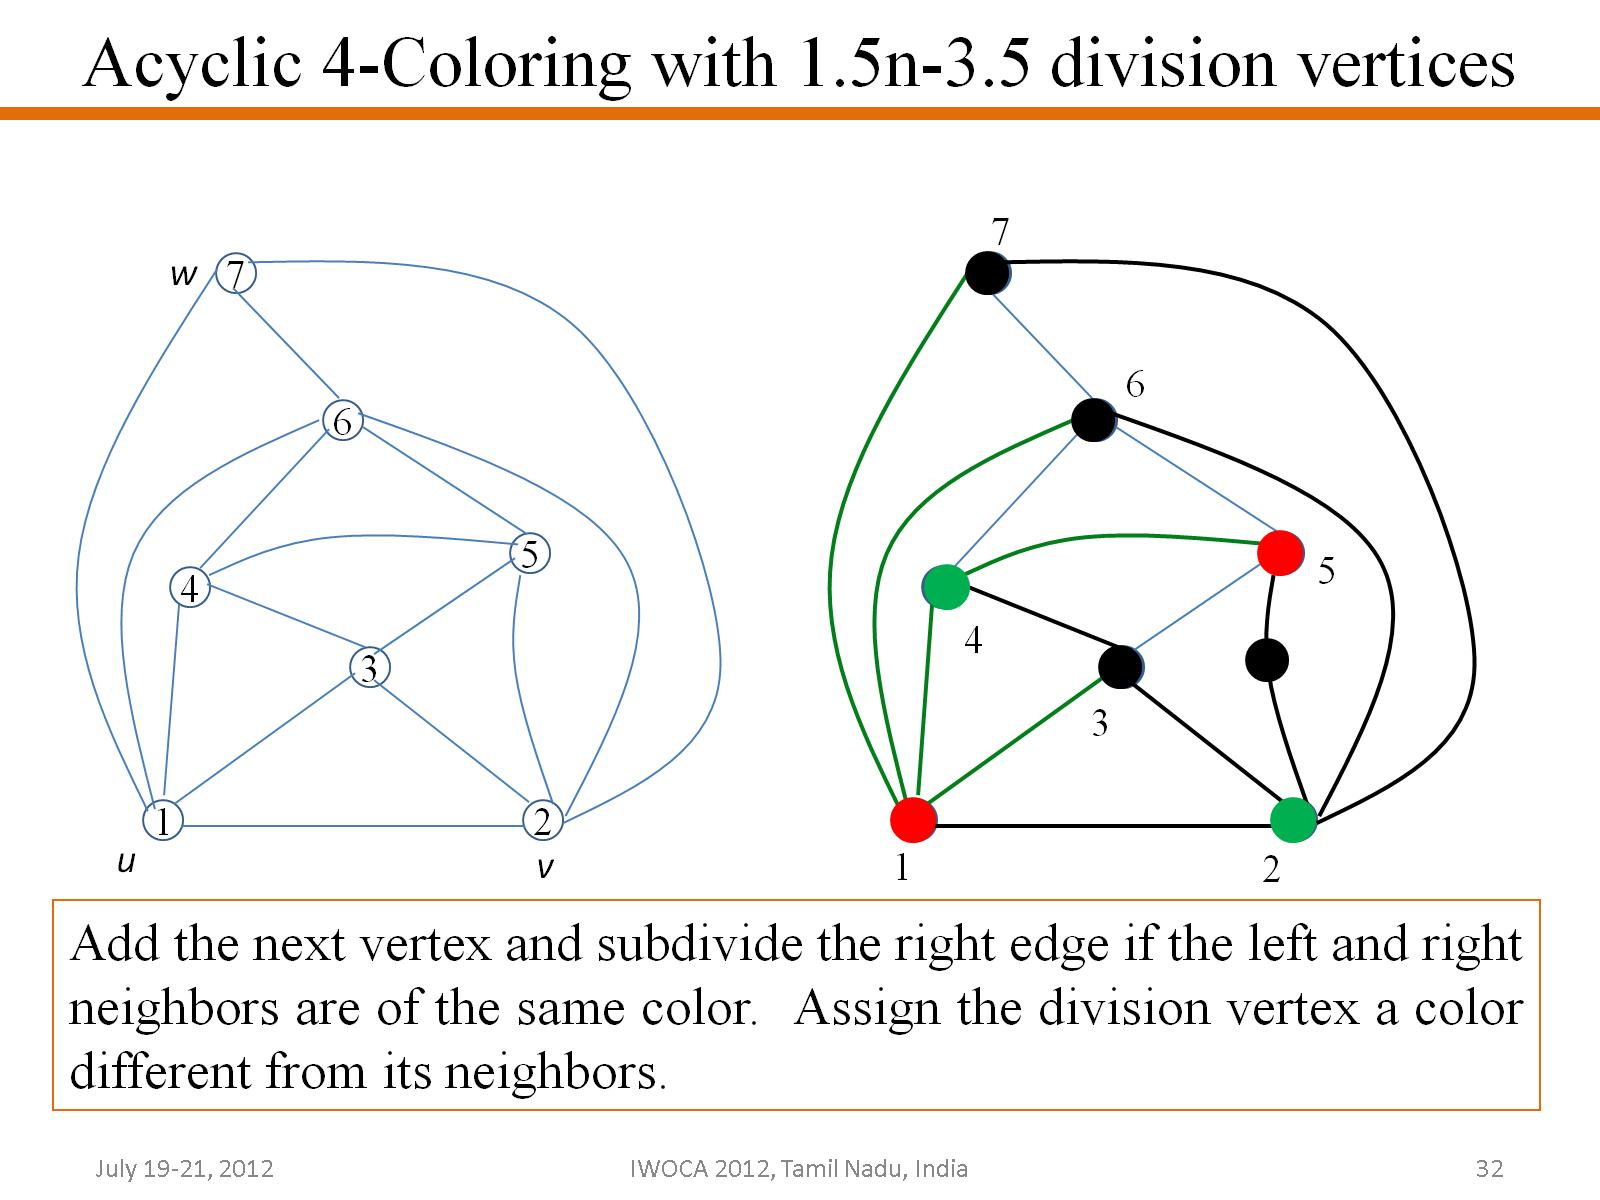 Acyclic 4-Coloring with 1.5n-3.5 division vertices
w 7
6
5
4
3
1 2
u v
7
6
5
4
3
1 2
Add the next vertex and subdivide the right edge if the left and right
neighbors are of the same color. Assign the division vertex a color
different from its neighbors.
July 19-21, 2012 IWOCA 2012, Tamil Nadu, India 32